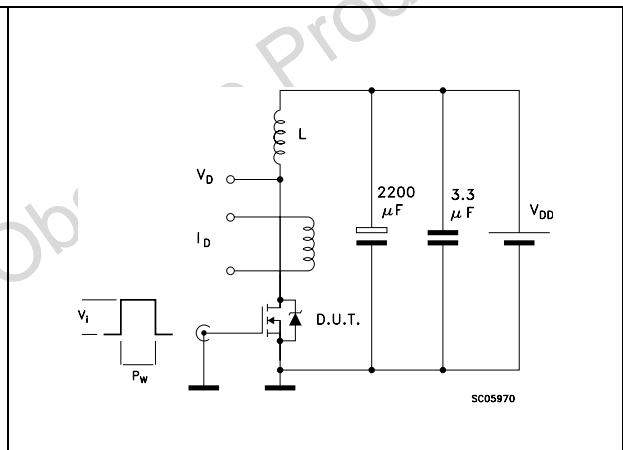 L
V_D
2200
μF
3.3
μF
V_DD
I_D
D.U.T.
V_i
P_W
SC05970